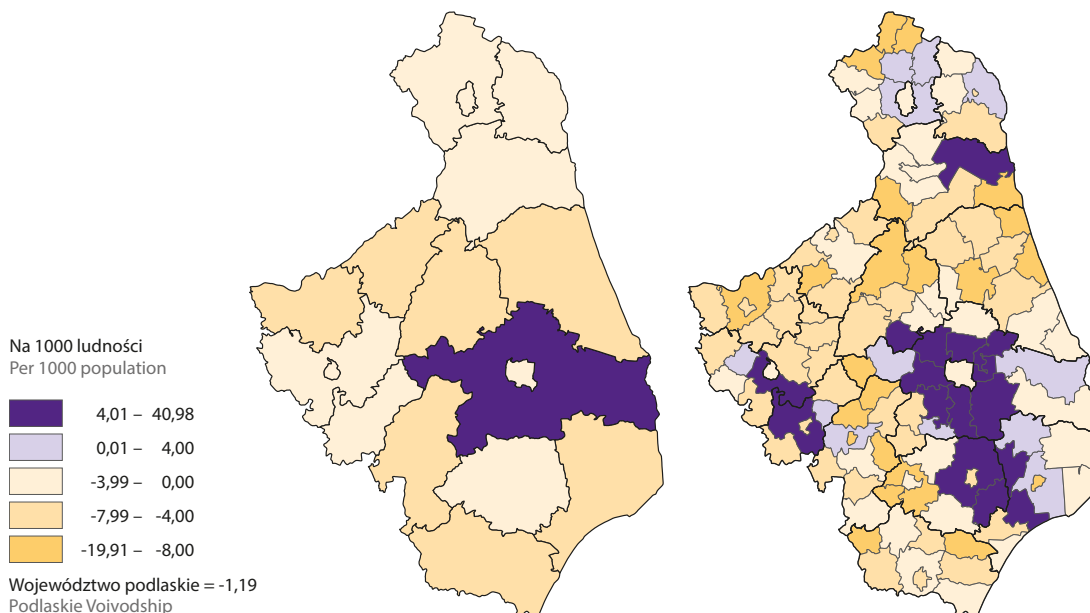 Na 1000 ludności
Per 1000 population
4,01 – 40,98
0,01 – 4,00
-3,99 – 0,00
-7,99 – -4,00
-19,91 – -8,00
Województwo podlaskie = -1,19
Podlaskie Voivodship